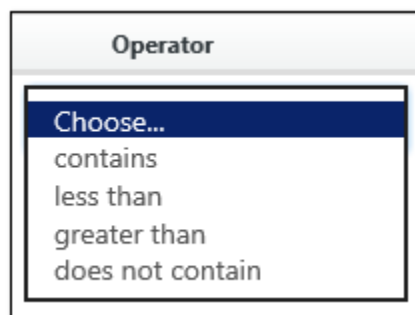 Operator
Choose...
contains
less than
greater than
does not contain